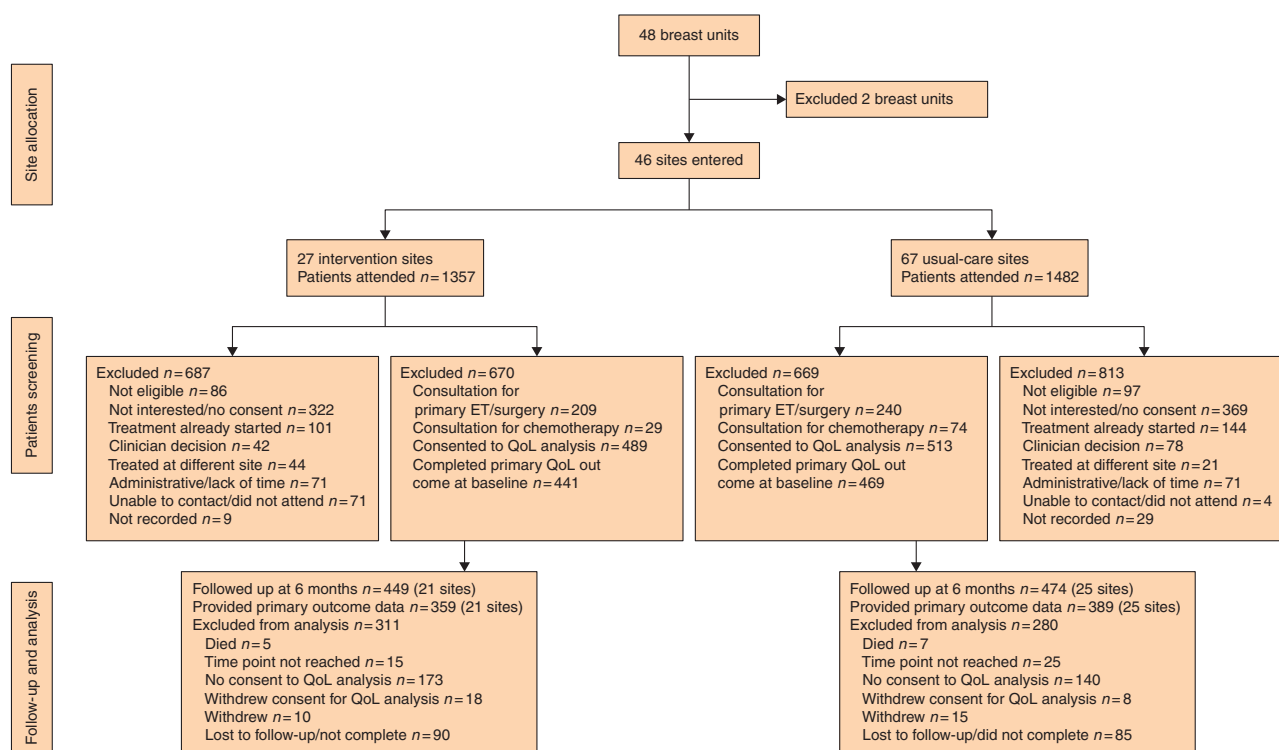 48 breast units
Excluded 2 breast units
46 sites entered
Site allocation
27 intervention sites
Patients attended n=1357
67 usual-care sites
Patients attended n=1482
Patients screening
Excluded n=687
Not eligible n=86
Not interested/no consent n=322
Treatment already started n=101
Clinician decision n=42
Treated at different site n=44
Administrative/lack of time n=71
Unable to contact/did not attend n=71
Not recorded n=9
Excluded n=670
Consultation for
primary ET/surgery n=209
Consultation for chemotherapy n=29
Consented to QoL analysis n=489
Completed primary QoL out
come at baseline n=441
Excluded n=669
Consultation for
primary ET/surgery n=240
Consultation for chemotherapy n=74
Consented to QoL analysis n=513
Completed primary QoL out
come at baseline n=469
Excluded n=813
Not eligible n=97
Not interested/no consent n=369
Treatment already started n=144
Clinician decision n=78
Treated at different site n=21
Administrative/lack of time n=71
Unable to contact/did not attend n=4
Not recorded n=29
Follow-up and analysis
Followed up at 6 months n=449 (21 sites)
Provided primary outcome data n=359 (21 sites)
Excluded from analysis n=311
Died n=5
Time point not reached n=15
No consent to QoL analysis n=173
Withdrew consent for QoL analysis n=18
Withdrew n=10
Lost to follow-up/not complete n=90
Followed up at 6 months n=474 (25 sites)
Provided primary outcome data n=389 (25 sites)
Excluded from analysis n=280
Died n=7
Time point not reached n=25
No consent to QoL analysis n=140
Withdrew consent for QoL analysis n=8
Withdrew n=15
Lost to follow-up/did not complete n=85